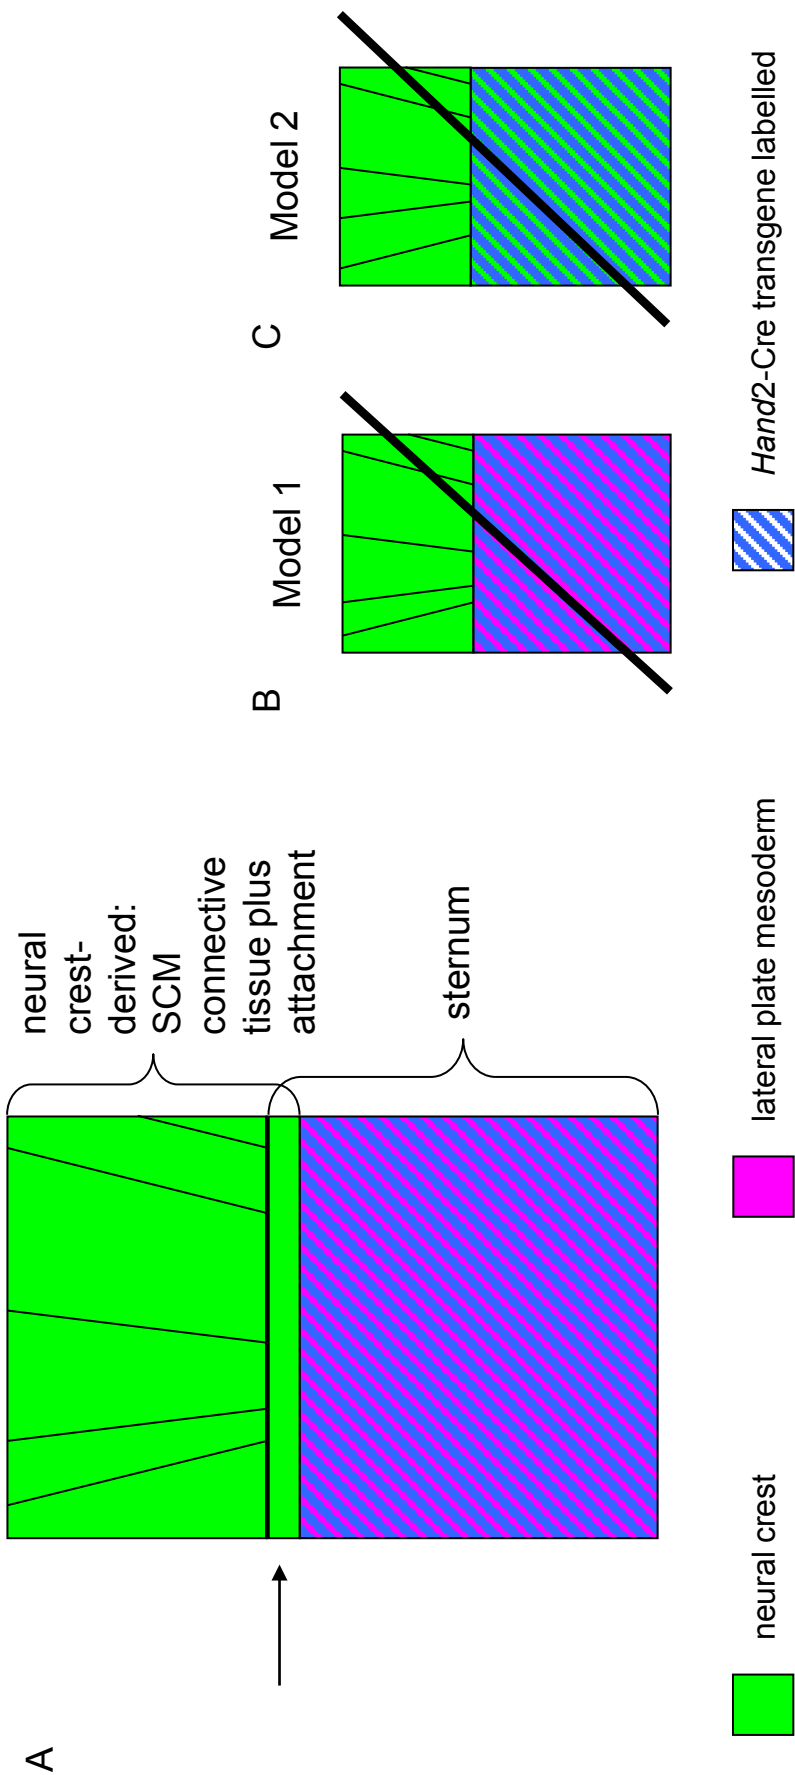 A
neural
crest-
derived:
SCM
connective
tissue plus
attachment
sternum
B
Model 1
C
Model 2
neural crest
lateral plate mesoderm
Hand2-Cre transgene labelled